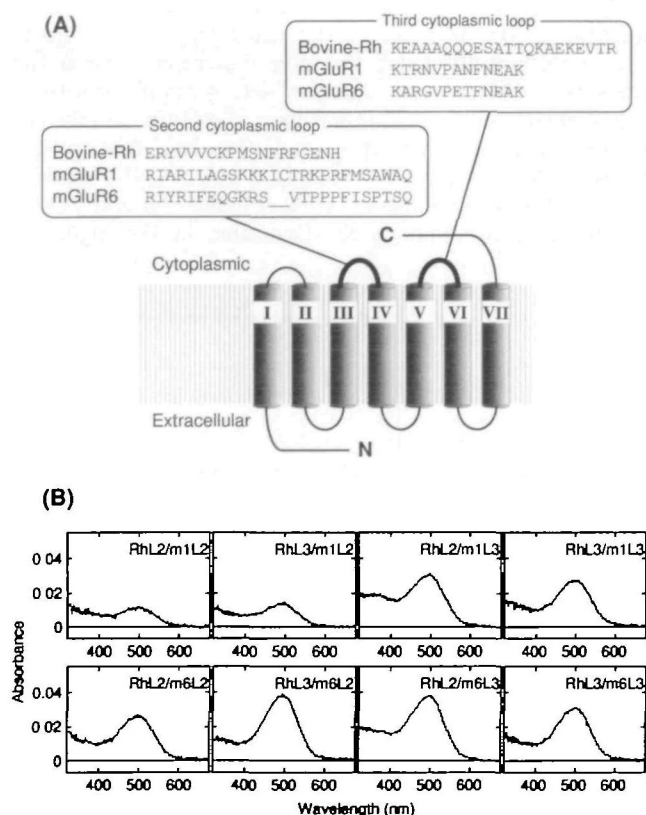 (A)
Third cytoplasmic loop
Bovine-Rh KEAAAQQQESATTQKAEKEVTR
mGluR1 KTRNVPANFNEAK
mGluR6 KARGVPETFNEAK
Second cytoplasmic loop
Bovine-Rh ERYVVVCKPMSNFRFGENH
mGluR1 RIARILAGSKKKICTRKPRFMSAWAQ
mGluR6 RIYRIFEQGKRS__VTPPPFISPTSQ
C
Cytoplasmic
I II III IV V VI VII
Extracellular
N
(B)
RhL2/m1L2 RhL3/m1L2 RhL2/m1L3 RhL3/m1L3
0 04
0 02
0
400 500 600 400 500 600 400 500 600 400 500 600
RhL2/m6L2 RhL3/m6L2 RhL2/m6L3 RhL3/m6L3
0.04
0 02
0
400 500 600 400 500 600 400 500 600 400 500 600
Absorbance
Wavelength (nm)